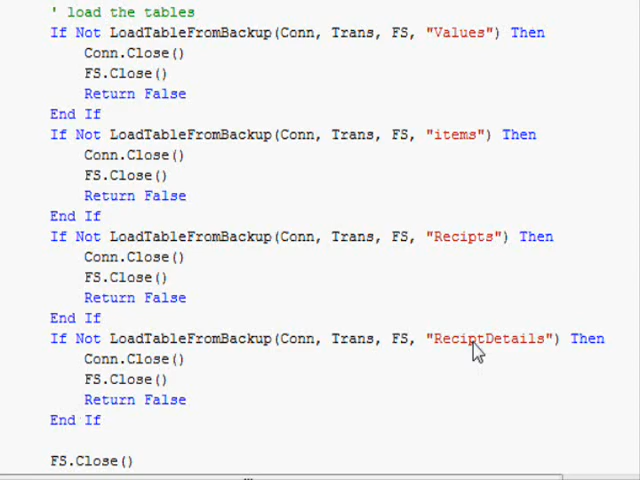 ' load the tables
If Not LoadTableFromBackup(Conn, Trans, FS, "Values") Then
Conn.Close()
FS.Close()
Return False
End If
If Not LoadTableFromBackup(Conn, Trans, FS, "items") Then
Conn.Close()
FS.Close()
Return False
End If
If Not LoadTableFromBackup(Conn, Trans, FS, "Recipts") Then
Conn.Close()
FS.Close()
Return False
End If
If Not LoadTableFromBackup(Conn, Trans, FS, "ReciptDetails") Then
Conn.Close()
FS.Close()
Return False
End If
FS.Close()